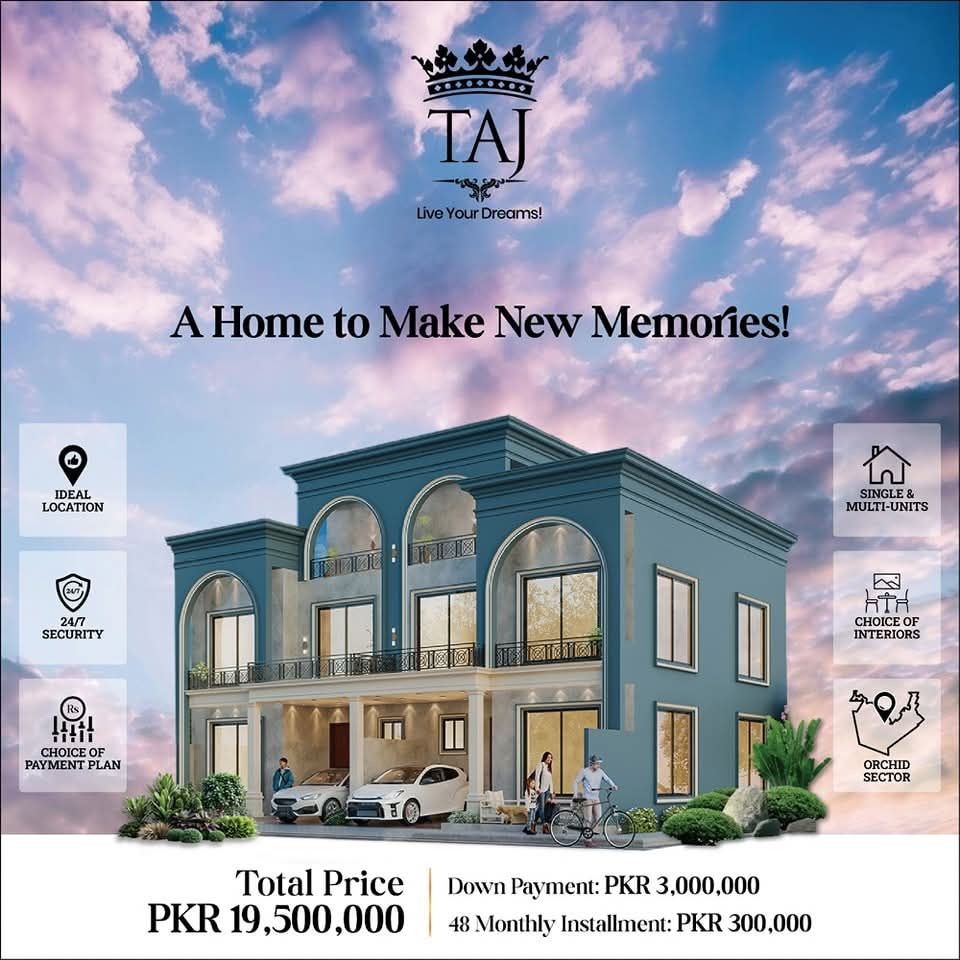 TAJ
Live Your Dreams!
A Home to Make New Memories!
IDEAL
LOCATION
24/7
24/7
SECURITY
Rs
CHOICE OF
PAYMENT PLAN
SINGLE &
MULTI-UNITS
CHOICE OF
INTERIORS
ORCHID
SECTOR
Total Price
PKR 19,500,000
Down Payment: PKR 3,000,000
48 Monthly Installment: PKR 300,000